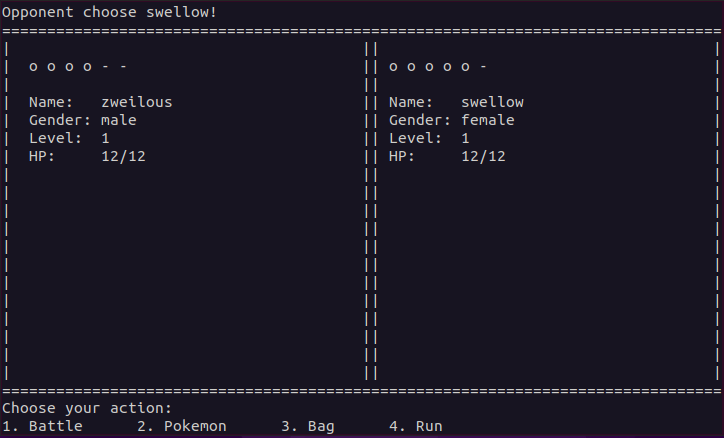 Opponent choose swellow!
================================================================================
|                                       ||                                     |
|  o o o o - -                          || o o o o o -                         |
|                                       ||                                     |
|  Name:   zweilous                     || Name:   swellow                     |
|  Gender: male                         || Gender: female                      |
|  Level:  1                            || Level:  1                           |
|  HP:     12/12                        || HP:     12/12                       |
|                                       ||                                     |
|                                       ||                                     |
|                                       ||                                     |
|                                       ||                                     |
|                                       ||                                     |
|                                       ||                                     |
|                                       ||                                     |
|                                       ||                                     |
|                                       ||                                     |
|                                       ||                                     |
|                                       ||                                     |
|                                       ||                                     |
================================================================================
Choose your action:
1. Battle      2. Pokemon      3. Bag      4. Run